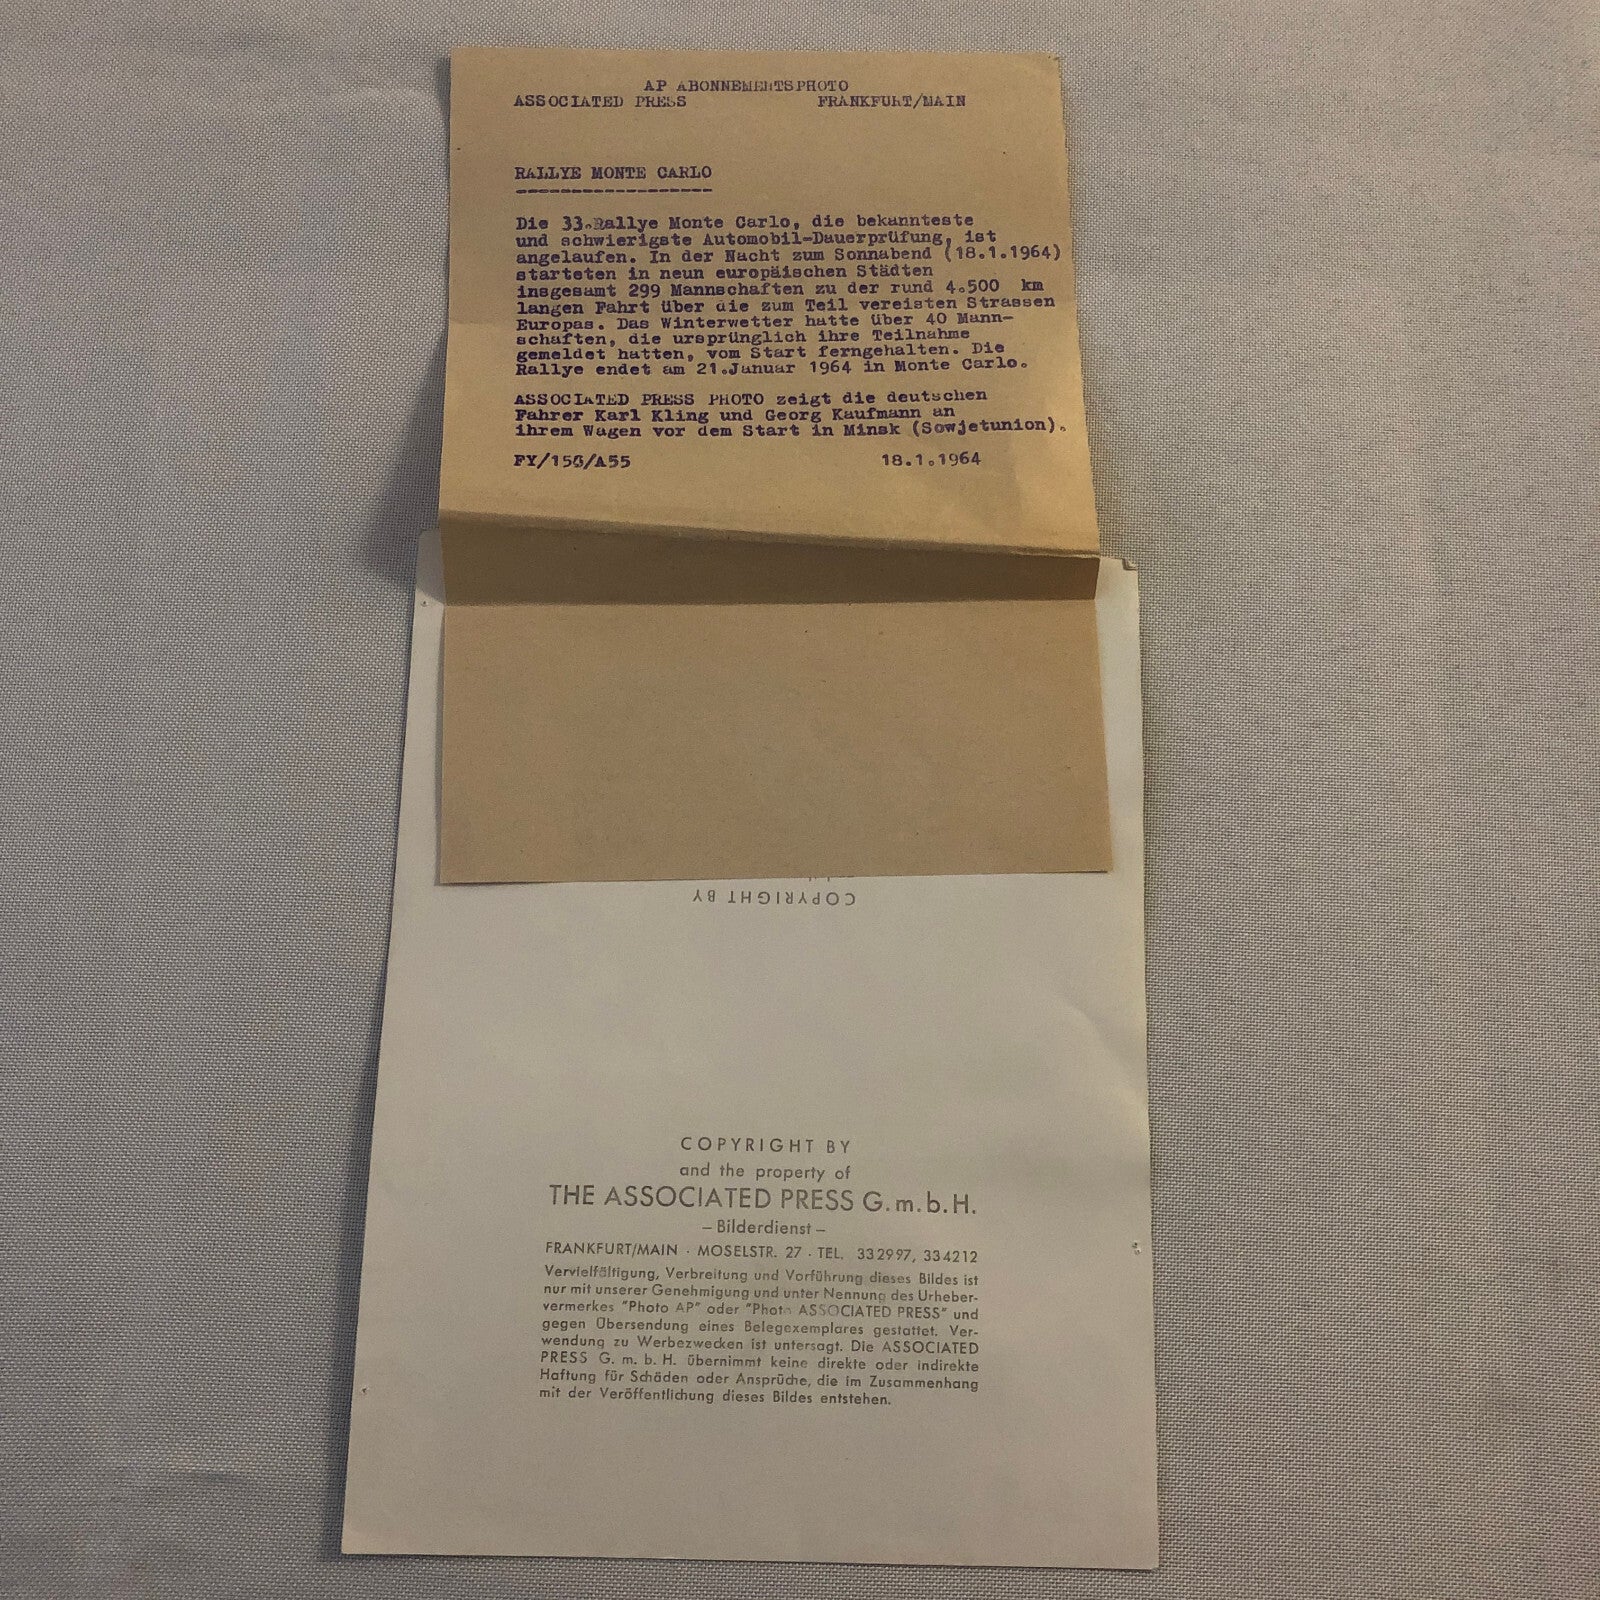 AP ABONNEMENTSPHOTO
ASSOCIATED PRESS FRANKFURT/MAIN
RALLYE MONTE CARLO
Die 33.Rallye Monte Carlo, die bekannteste
und schwierigste Automobil-Dauerprüfung, ist
angelaufen. In der Nacht zum Sonnabend (18.1.1964)
starteten in neun europäischen Städten
insgesamt 299 Mannschaften zu der rund 4.500 km
langen Fahrt über die zum Teil vereisten Strassen
Europas. Das Winterwetter hatte über 40 Mann-
schaften, die ursprünglich ihre Teilnahme
gemeldet hatten, vom Start ferngehalten. Die
Rallye endet am 21.Januar 1964 in Monte Carlo.
ASSOCIATED PRESS PHOTO zeigt die deutschen
Fahrer Karl Kling und Georg Kaufmann an
ihrem Wagen vor dem Start in Minsk (Sowjetunion).
18.1.1964
COPYRIGHT BY
COPYRIGHT BY
and the property of
THE ASSOCIATED PRESS G.m.b.H.
– Bilderdienst –
FRANKFURT/MAIN · MOSELSTR. 27 · TEL. 332997, 334212
Vervielfältigung, Verbreitung und Vorführung dieses Bildes ist
nur mit unserer Genehmigung und unter Nennung des Urheber-
vermerkes "Photo AP" oder "Photo ASSOCIATED PRESS" und
gegen Übersendung eines Belegexemplares gestattet. Ver-
wendung zu Werbezwecken ist untersagt. Die ASSOCIATED
PRESS G. m. b. H. übernimmt keine direkte oder indirekte
Haftung für Schäden oder Ansprüche, die im Zusammenhang
mit der Veröffentlichung dieses Bildes entstehen.